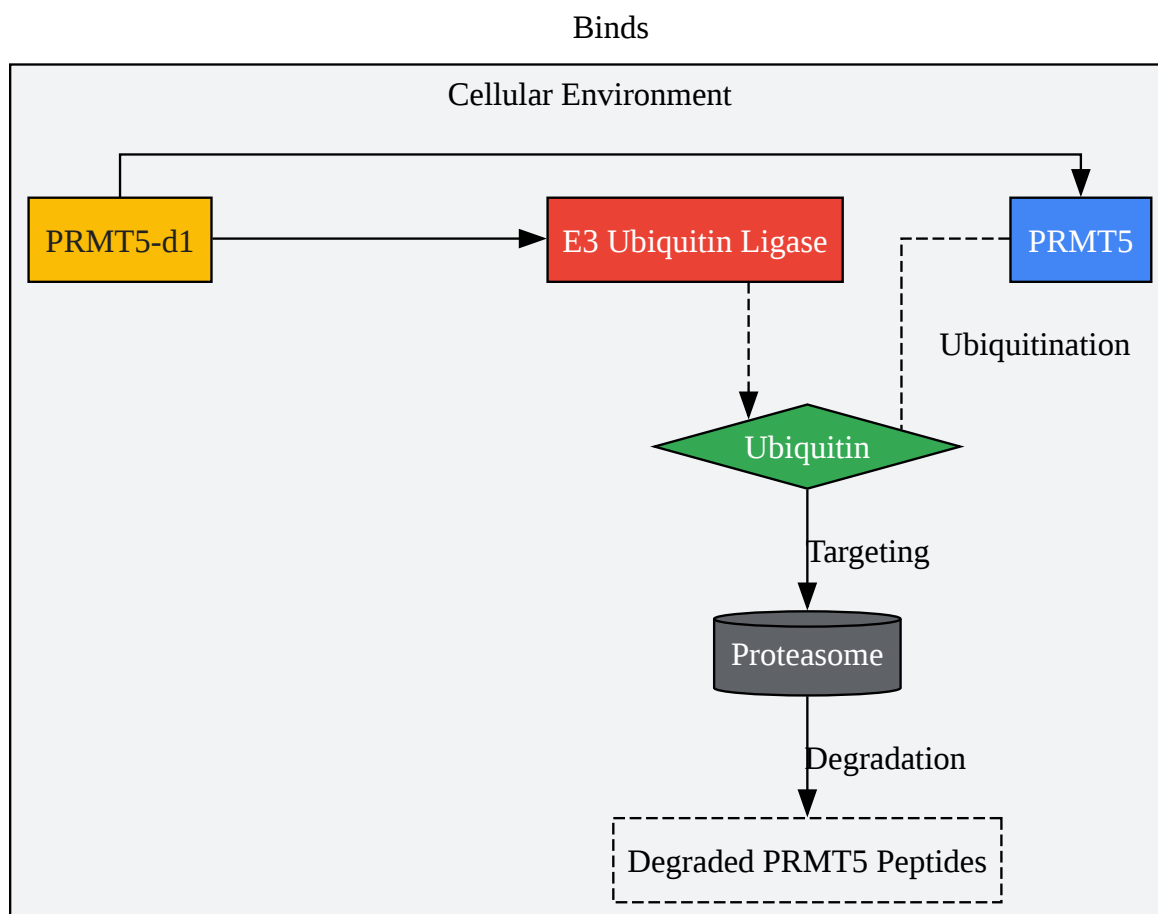 Binds
Cellular Environment
PRMT5-d1
E3 Ubiquitin Ligase
PRMT5
Ubiquitination
Ubiquitin
Targeting
Proteasome
Degradation
Degraded PRMT5 Peptides